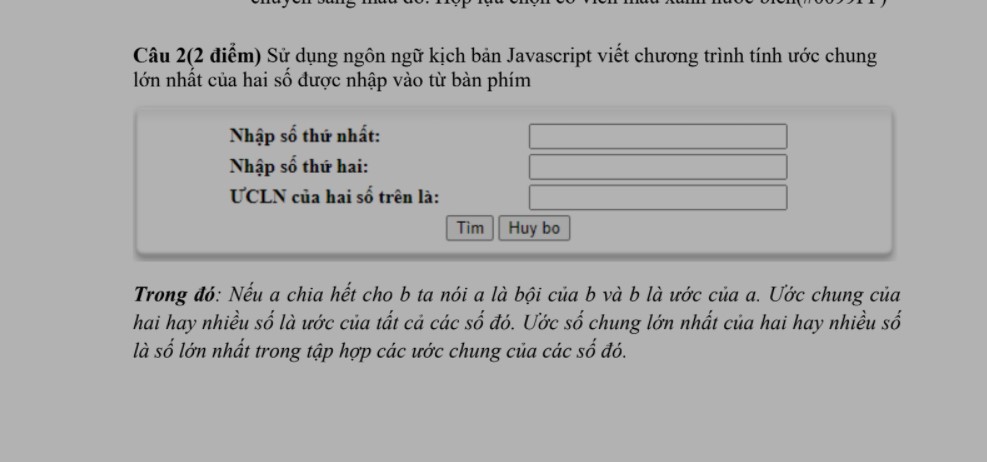 Câu 2(2 điểm) Sử dụng ngôn ngữ kịch bản Javascript viết chương trình tính ước chung
lớn nhất của hai số được nhập vào từ bàn phím
Nhập số thứ nhất:
Nhập số thứ hai:
ƯCLN của hai số trên là:
Tìm Huy bo
Trong đó: Nếu a chia hết cho b ta nói a là bội của b và b là ước của a. Ước chung của
hai hay nhiều số là ước của tất cả các số đó. Ước số chung lớn nhất của hai hay nhiều số
là số lớn nhất trong tập hợp các ước chung của các số đó.